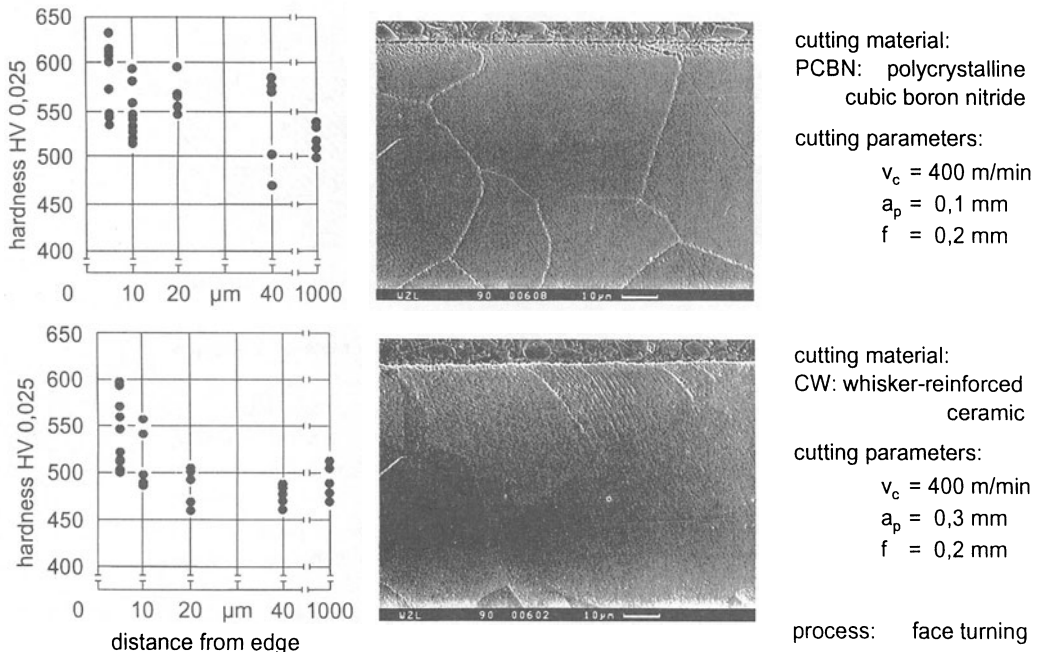 hardness HV 0,025
650
600
550
500
450
400
0 10 20 µm 40 1000
WZL 90 00608 10µm
cutting material:
PCBN: polycrystalline
cubic boron nitride
cutting parameters:
vc = 400 m/min
ap = 0,1 mm
f = 0,2 mm
hardness HV 0,025
650
600
550
500
450
400
0 10 20 µm 40 1000
distance from edge
WZL 90 00602 10µm
cutting material:
CW: whisker-reinforced
ceramic
cutting parameters:
vc = 400 m/min
ap = 0,3 mm
f = 0,2 mm
process: face turning